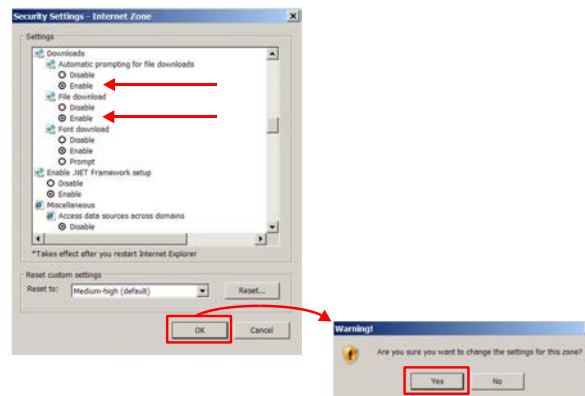 Security Settings - Internet Zone
Settings
Downloads
Automatic prompting for file downloads
Disable
Enable
File download
Disable
Enable
Font download
Disable
Enable
Prompt
Enable .NET Framework setup
Disable
Enable
Miscellaneous
Access data sources across domains
Disable
*Takes effect after you restart Internet Explorer
Reset custom settings
Reset to: Medium-high (default) Reset...
OK Cancel
Warning!
Are you sure you want to change the settings for this zone?
Yes No